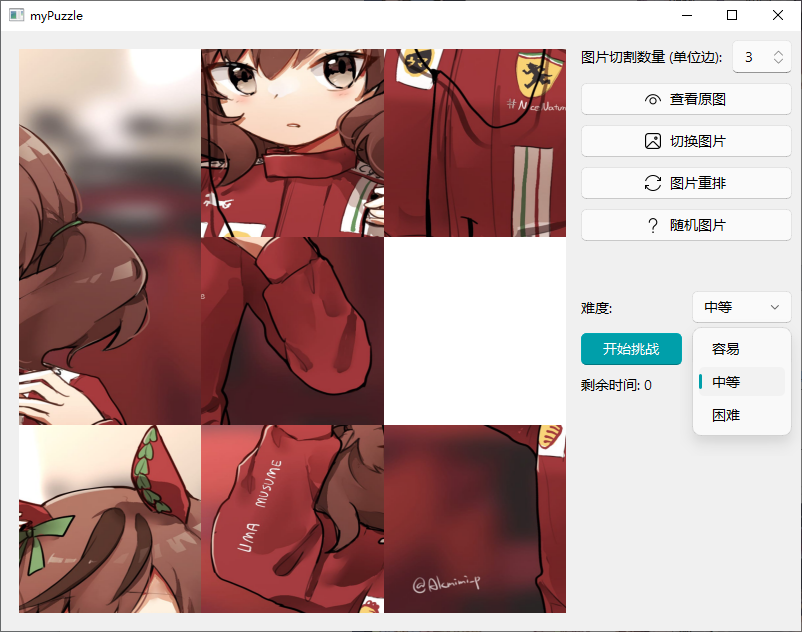 myPuzzle
图片切割数量 (单位边): 3
查看原图
切换图片
图片重排
随机图片
难度: 中等
开始挑战
容易
中等
剩余时间: 0
困难
#NiceNature
UMA MUSUME